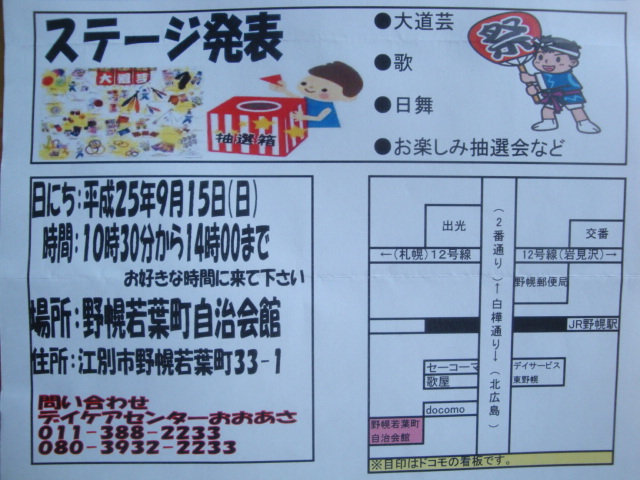 ステージ発表
●大道芸
●歌
●日舞
●お楽しみ抽選会など
祭
大道芸
抽選箱
日にち：平成25年9月15日(日)
時間：10時30分から14時00まで
お好きな時間に来て下さい
場所：野幌若葉町自治会館
住所：江別市野幌若葉町33-1
問い合わせ
デイケアセンターおおあさ
011-388-2233
080-3932-2233
出光
交番
←(札幌)12号線
12号線(岩見沢)→
(2番通り)↑白樺通り↓(北広島)
野幌郵便局
JR野幌駅
セーコーマ
歌屋
デイサービス
東野幌
docomo
野幌若葉町
自治会館
※目印はドコモの看板です。